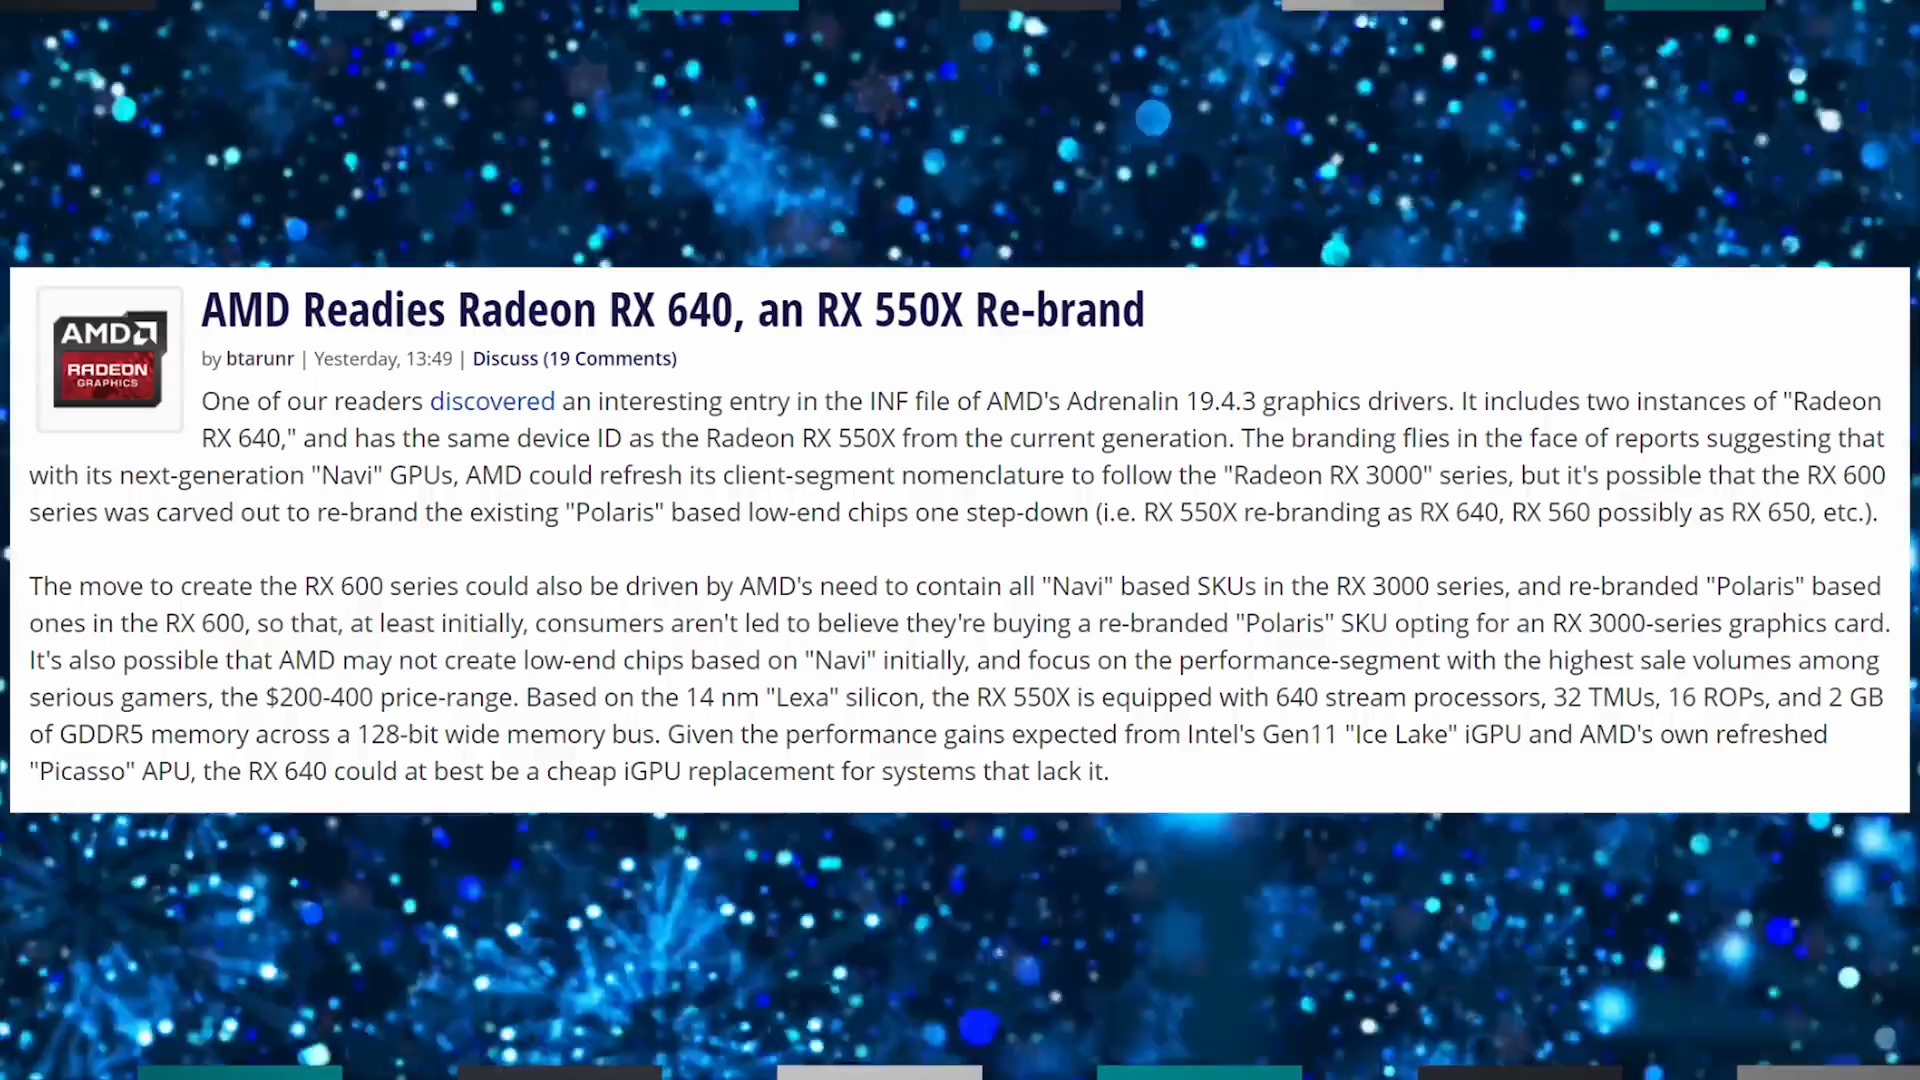 AMD Readies Radeon RX 640, an RX 550X Re-brand
by btarunr | Yesterday, 13:49 | Discuss (19 Comments)
AMD
RADEON
GRAPHICS
One of our readers discovered an interesting entry in the INF file of AMD's Adrenalin 19.4.3 graphics drivers. It includes two instances of "Radeon
RX 640," and has the same device ID as the Radeon RX 550X from the current generation. The branding flies in the face of reports suggesting that
with its next-generation "Navi" GPUs, AMD could refresh its client-segment nomenclature to follow the "Radeon RX 3000" series, but it's possible that the RX 600
series was carved out to re-brand the existing "Polaris" based low-end chips one step-down (i.e. RX 550X re-branding as RX 640, RX 560 possibly as RX 650, etc.).
The move to create the RX 600 series could also be driven by AMD's need to contain all "Navi" based SKUs in the RX 3000 series, and re-branded "Polaris" based
ones in the RX 600, so that, at least initially, consumers aren't led to believe they're buying a re-branded "Polaris" SKU opting for an RX 3000-series graphics card.
It's also possible that AMD may not create low-end chips based on "Navi" initially, and focus on the performance-segment with the highest sale volumes among
serious gamers, the $200-400 price-range. Based on the 14 nm "Lexa" silicon, the RX 550X is equipped with 640 stream processors, 32 TMUs, 16 ROPs, and 2 GB
of GDDR5 memory across a 128-bit wide memory bus. Given the performance gains expected from Intel's Gen11 "Ice Lake" iGPU and AMD's own refreshed
"Picasso" APU, the RX 640 could at best be a cheap iGPU replacement for systems that lack it.